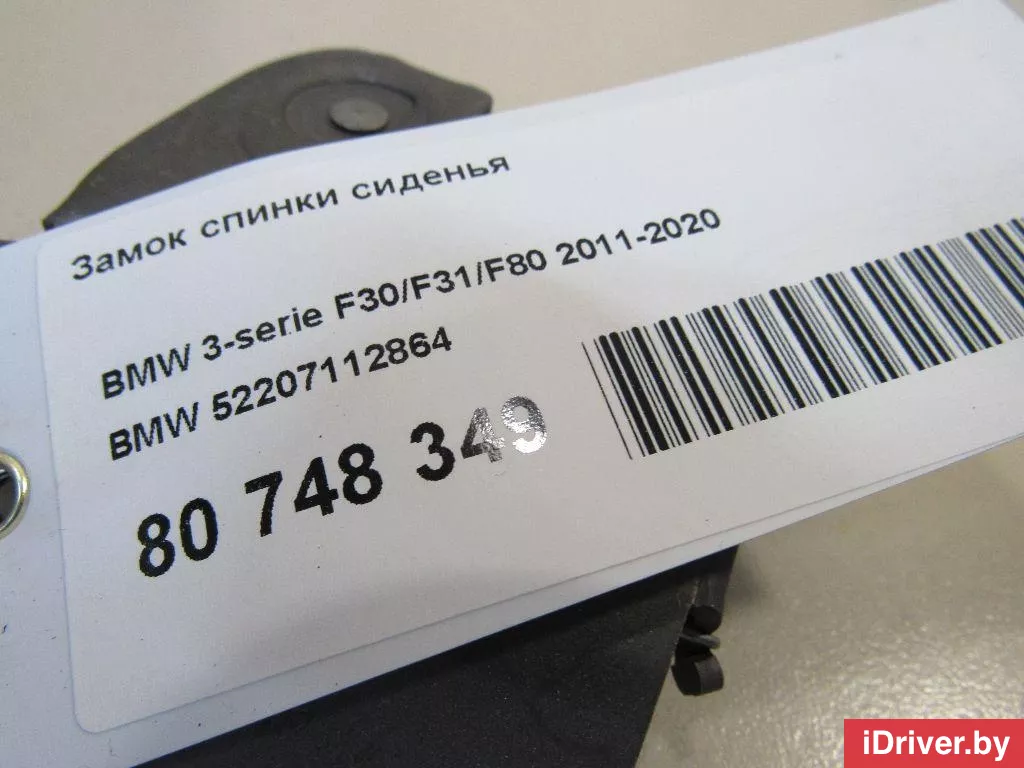 Замок спинки сиденья
BMW 3-serie F30/F31/F80 2011-2020
BMW 52207112864
80 748 349
iDriver.by